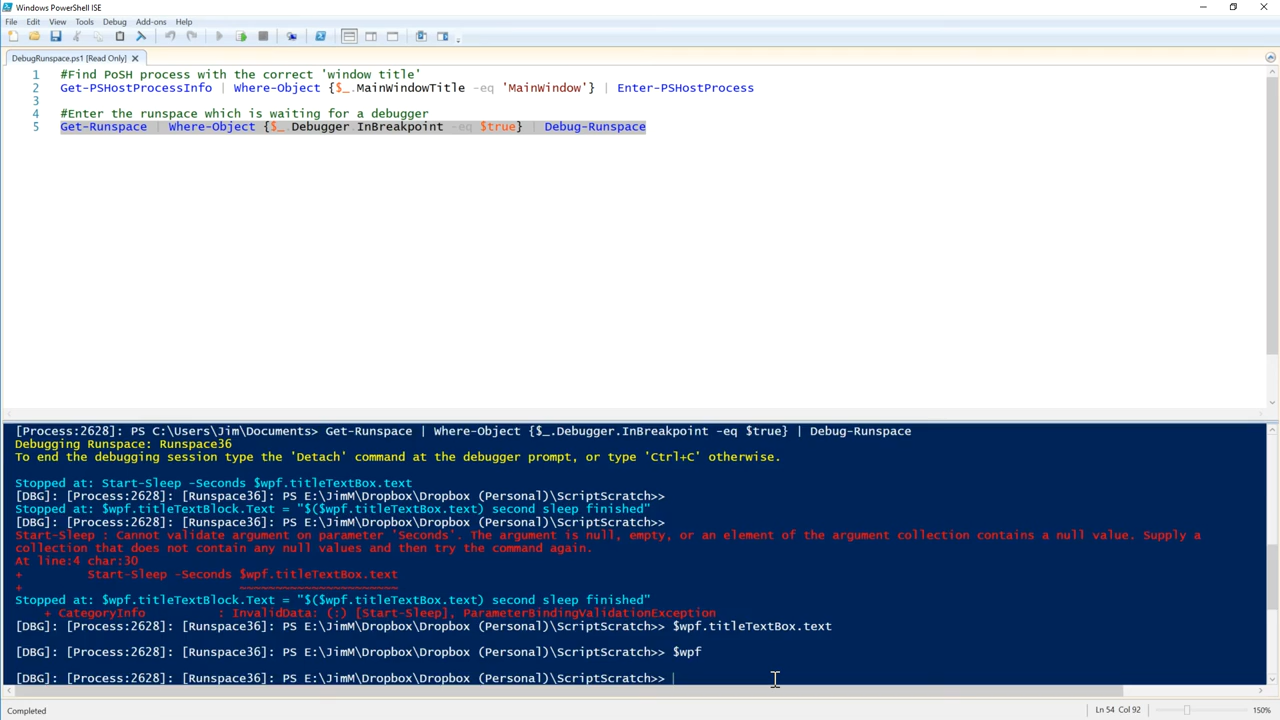 Windows PowerShell ISE
File Edit View Tools Debug Add-ons Help
DebugRunspace.ps1 [Read Only]
1 #Find PoSH process with the correct 'window title'
2 Get-PSHostProcessInfo | Where-Object {$_.MainWindowTitle -eq 'MainWindow'} | Enter-PSHostProcess
3
4 #Enter the runspace which is waiting for a debugger
5 Get-Runspace | Where-Object {$_.Debugger.InBreakpoint -eq $true} | Debug-Runspace
[Process:2628]: PS C:\Users\Jim\Documents> Get-Runspace | Where-Object {$_.Debugger.InBreakpoint -eq $true} | Debug-Runspace
Debugging Runspace: Runspace36
To end the debugging session type the 'Detach' command at the debugger prompt, or type 'Ctrl+C' otherwise.
Stopped at: Start-Sleep -Seconds $wpf.titleTextBox.text
[DBG]: [Process:2628]: [Runspace36]: PS E:\JimM\Dropbox\Dropbox (Personal)\ScriptScratch>>
Stopped at: $wpf.titleTextBlock.Text = "$($wpf.titleTextBox.text) second sleep finished"
[DBG]: [Process:2628]: [Runspace36]: PS E:\JimM\Dropbox\Dropbox (Personal)\ScriptScratch>>
Start-Sleep : Cannot validate argument on parameter 'Seconds'. The argument is null, empty, or an element of the argument collection contains a null value. Supply a
collection that does not contain any null values and then try the command again.
At line:4 char:30
+ Start-Sleep -Seconds $wpf.titleTextBox.text
+ ~~~~~~~~~~~~~~~~~~~~~~
Stopped at: $wpf.titleTextBlock.Text = "$($wpf.titleTextBox.text) second sleep finished"
+ CategoryInfo : InvalidData: (:) [Start-Sleep], ParameterBindingValidationException
[DBG]: [Process:2628]: [Runspace36]: PS E:\JimM\Dropbox\Dropbox (Personal)\ScriptScratch>> $wpf.titleTextBox.text
[DBG]: [Process:2628]: [Runspace36]: PS E:\JimM\Dropbox\Dropbox (Personal)\ScriptScratch>> $wpf
[DBG]: [Process:2628]: [Runspace36]: PS E:\JimM\Dropbox\Dropbox (Personal)\ScriptScratch>>
Completed
Ln 54 Col 92
150%